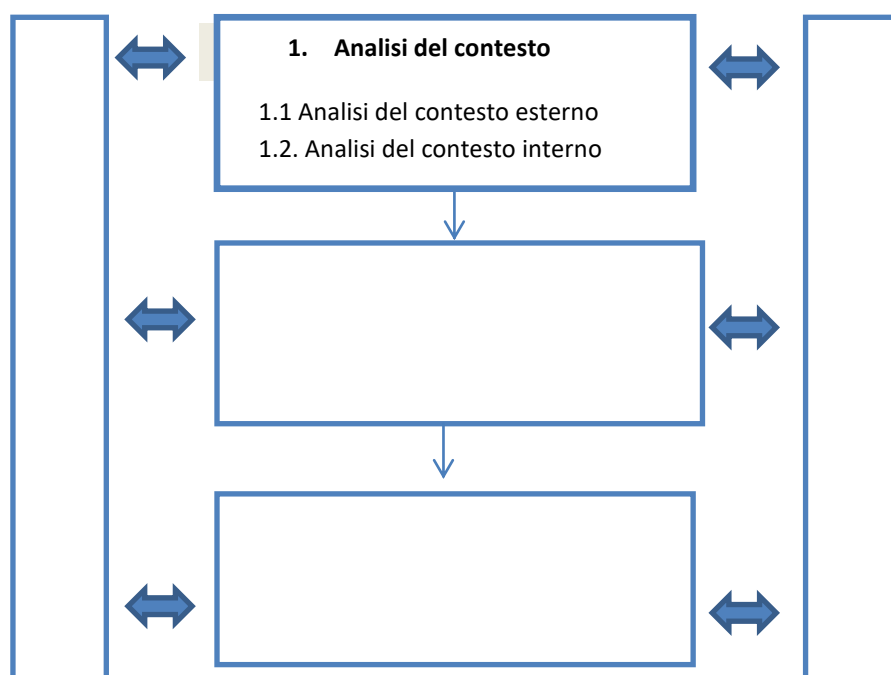 1. Analisi del contesto
1.1 Analisi del contesto esterno
1.2. Analisi del contesto interno